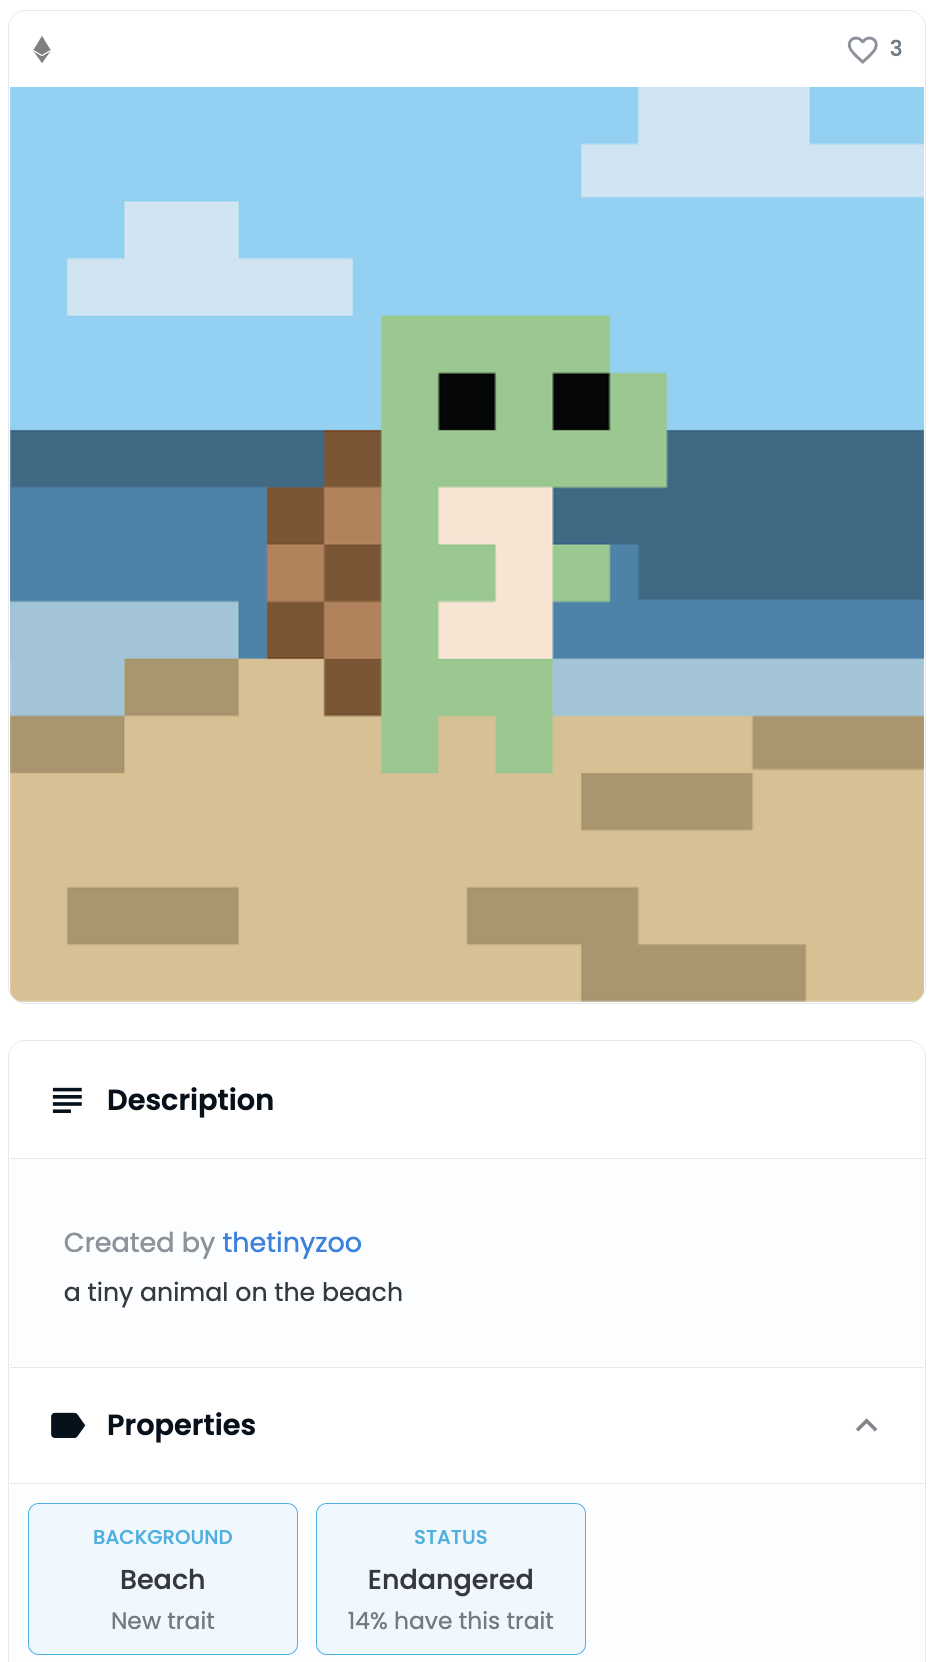 3
Description
Created by thetinyzoo
a tiny animal on the beach
Properties
BACKGROUND
Beach
New trait
STATUS
Endangered
14% have this trait